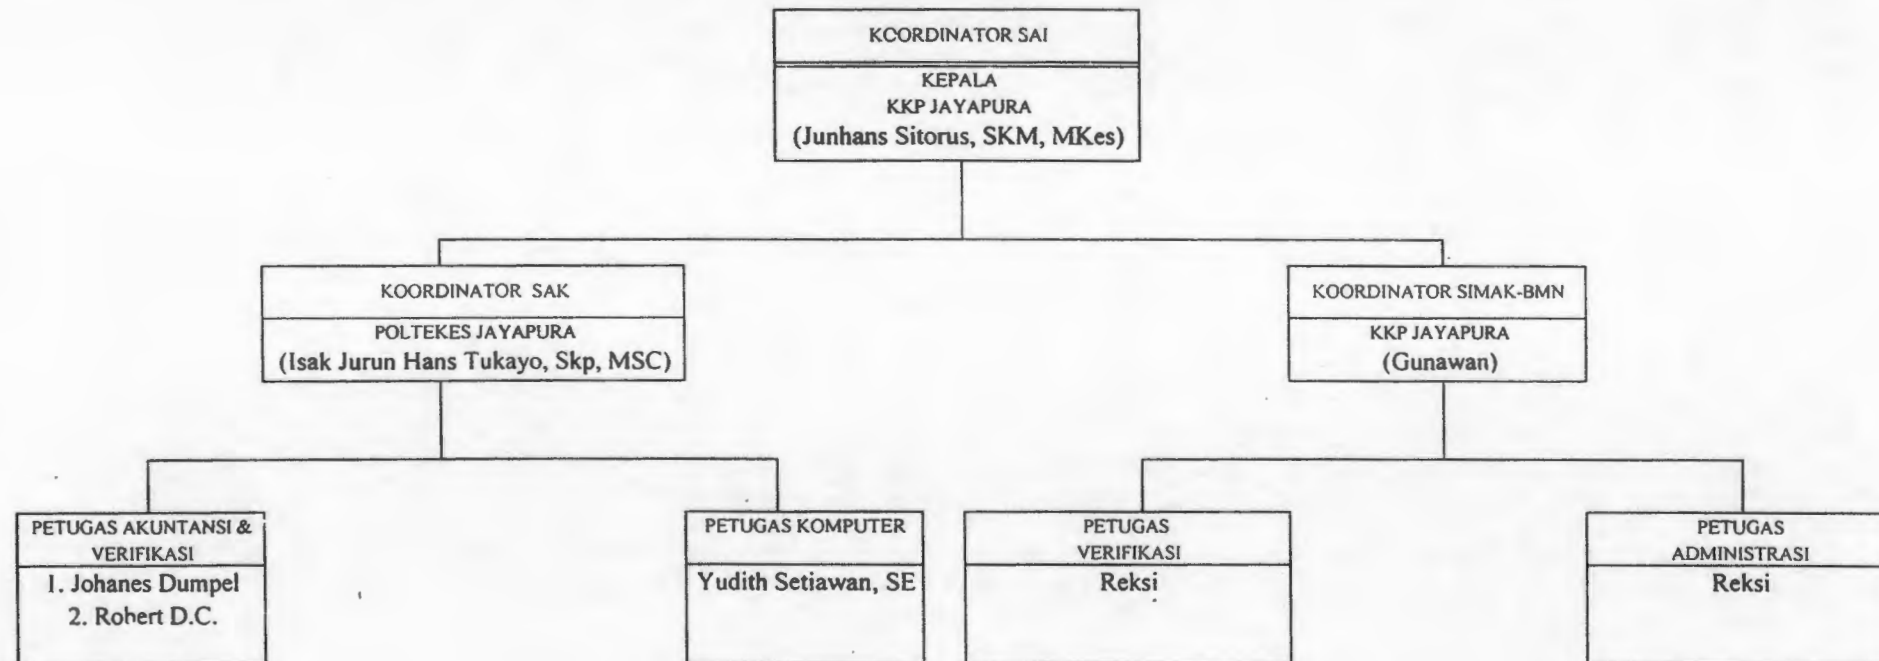 KOORDINATOR SAI
KEPALA
KKP JAYAPURA
(Junhans Sitorus, SKM, MKes)
KOORDINATOR SAK
POLTEKES JAYAPURA
(Isak Jurun Hans Tukayo, Skp, MSC)
KOORDINATOR SIMAK-BMN
KKP JAYAPURA
(Gunawan)
PETUGAS AKUNTANSI &
VERIFIKASI
1. Johanes Dumpel
2. Robert D.C.
PETUGAS KOMPUTER
Yudith Setiawan, SE
PETUGAS
VERIFIKASI
Reksi
PETUGAS
ADMINISTRASI
Reksi